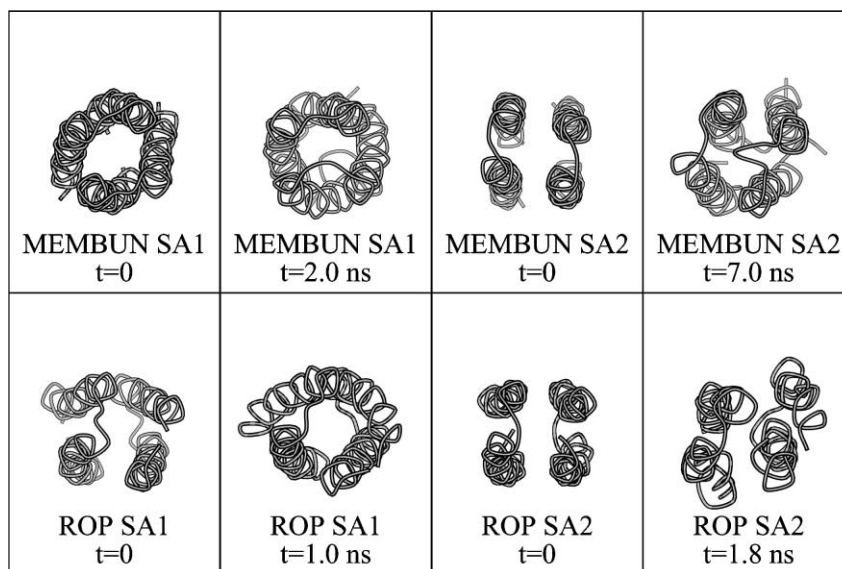 MEMBUN SA1
t=0
MEMBUN SA1
t=2.0 ns
MEMBUN SA2
t=0
MEMBUN SA2
t=7.0 ns
ROP SA1
t=0
ROP SA1
t=1.0 ns
ROP SA2
t=0
ROP SA2
t=1.8 ns